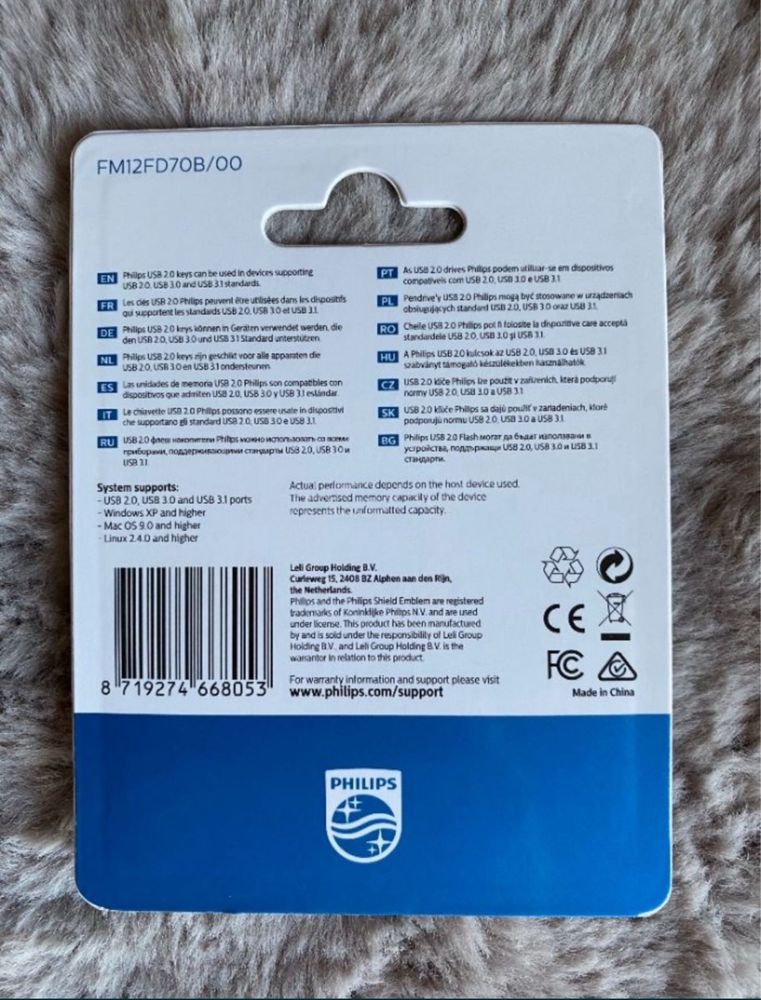 FM12FD70B/00
EN Philips USB 2.0 keys can be used in devices supporting
USB 2.0, USB 3.0 and USB 3.1 standards.
FR Les clés USB 2.0 Philips peuvent être utilisées dans les dispositifs
qui supportent les standards USB 2.0, USB 3.0 et USB 3.1.
DE Philips USB 2.0 keys können in Geräten verwendet werden, die
den USB 2.0, USB 3.0 und USB 3.1 Standard unterstützen.
NL Philips USB 2.0 keys zijn geschikt voor alle apparaten die
USB 2.0, USB 3.0 en USB 3.1 ondersteunen.
ES Las unidades de memoria USB 2.0 Philips son compatibles con
dispositivos que admiten USB 2.0, USB 3.0 y USB 3.1 estándar.
IT Le chiavette USB 2.0 Philips possono essere usate in dispositivi
che supportano gli standard USB 2.0, USB 3.0 e USB 3.1.
RU USB 2.0 флеш накопители Philips можно использовать со всеми
приборами, поддерживающими стандарты USB 2.0, USB 3.0 и
USB 3.1.
PT As USB 2.0 drives Philips podem utilizar-se em dispositivos
compatíveis com USB 2.0, USB 3.0 e USB 3.1.
PL Pendrive'y USB 2.0 Philips mogą być stosowane w urządzeniach
obsługujących standard USB 2.0, USB 3.0 oraz USB 3.1.
RO Cheile USB 2.0 Philips pot fi folosite la dispozitive care acceptă
standardele USB 2.0, USB 3.0 și USB 3.1.
HU A Philips USB 2.0 kulcsok az USB 2.0, USB 3.0 és USB 3.1
szabványt támogató készülékekben használhatók.
CZ USB 2.0 klíče Philips lze použít v zařízeních, která podporují
normy USB 2.0, USB 3.0 a USB 3.1
SK USB 2.0 kľúče Philips sa dajú použiť v zariadeniach, ktoré
podporujú normu USB 2.0, USB 3.0 a USB 3.1.
BG Philips USB 2.0 Flash могат да бъдат използвани в
устройства, поддържащи USB 2.0, USB 3.0 и USB 3.1
стандарти.
System supports:
- USB 2.0, USB 3.0 and USB 3.1 ports
- Windows XP and higher
- Mac OS 9.0 and higher
- Linux 2.4.0 and higher
Actual performance depends on the host device used.
The advertised memory capacity of the device
represents the unformatted capacity.
8 719274 668053
Leli Group Holding B.V.
Curieweg 15, 2408 BZ Alphen aan den Rijn,
the Netherlands.
Philips and the Philips Shield Emblem are registered
trademarks of Koninklijke Philips N.V. and are used
under license. This product has been manufactured
by and is sold under the responsibility of Leli Group
Holding B.V., and Leli Group Holding B.V. is the
warrantor in relation to this product.
For warranty information and support please visit
www.philips.com/support
CE
FC
Made in China
PHILIPS